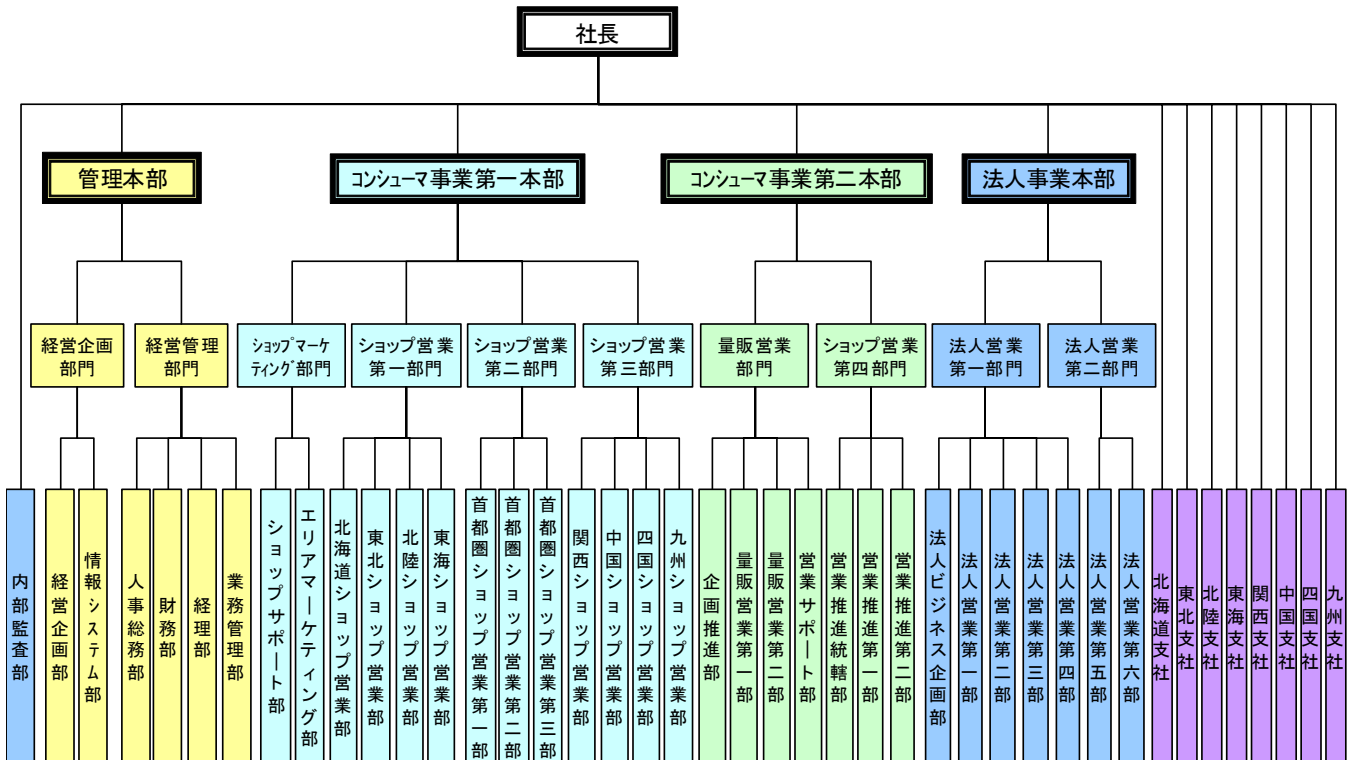 社長
管理本部
コンシューマ事業第一本部
コンシューマ事業第二本部
法人事業本部
経営企画
部門
経営管理
部門
ショップマーケ
ティング部門
ショップ営業
第一部門
ショップ営業
第二部門
ショップ営業
第三部門
量販営業
部門
ショップ営業
第四部門
法人営業
第一部門
法人営業
第二部門
内部監査部
経営企画部
情報システム部
人事総務部
財務部
経理部
業務管理部
ショップサポート部
エリアマーケティング部
北海道ショップ営業部
東北ショップ営業部
北陸ショップ営業部
東海ショップ営業部
首都圏ショップ営業第一部
首都圏ショップ営業第二部
首都圏ショップ営業第三部
関西ショップ営業部
中国ショップ営業部
四国ショップ営業部
九州ショップ営業部
企画推進部
量販営業第一部
量販営業第二部
営業サポート部
営業推進統轄部
営業推進第一部
営業推進第二部
法人ビジネス企画部
法人営業第一部
法人営業第二部
法人営業第三部
法人営業第四部
法人営業第五部
法人営業第六部
北海道支社
東北支社
北陸支社
東海支社
関西支社
中国支社
四国支社
九州支社